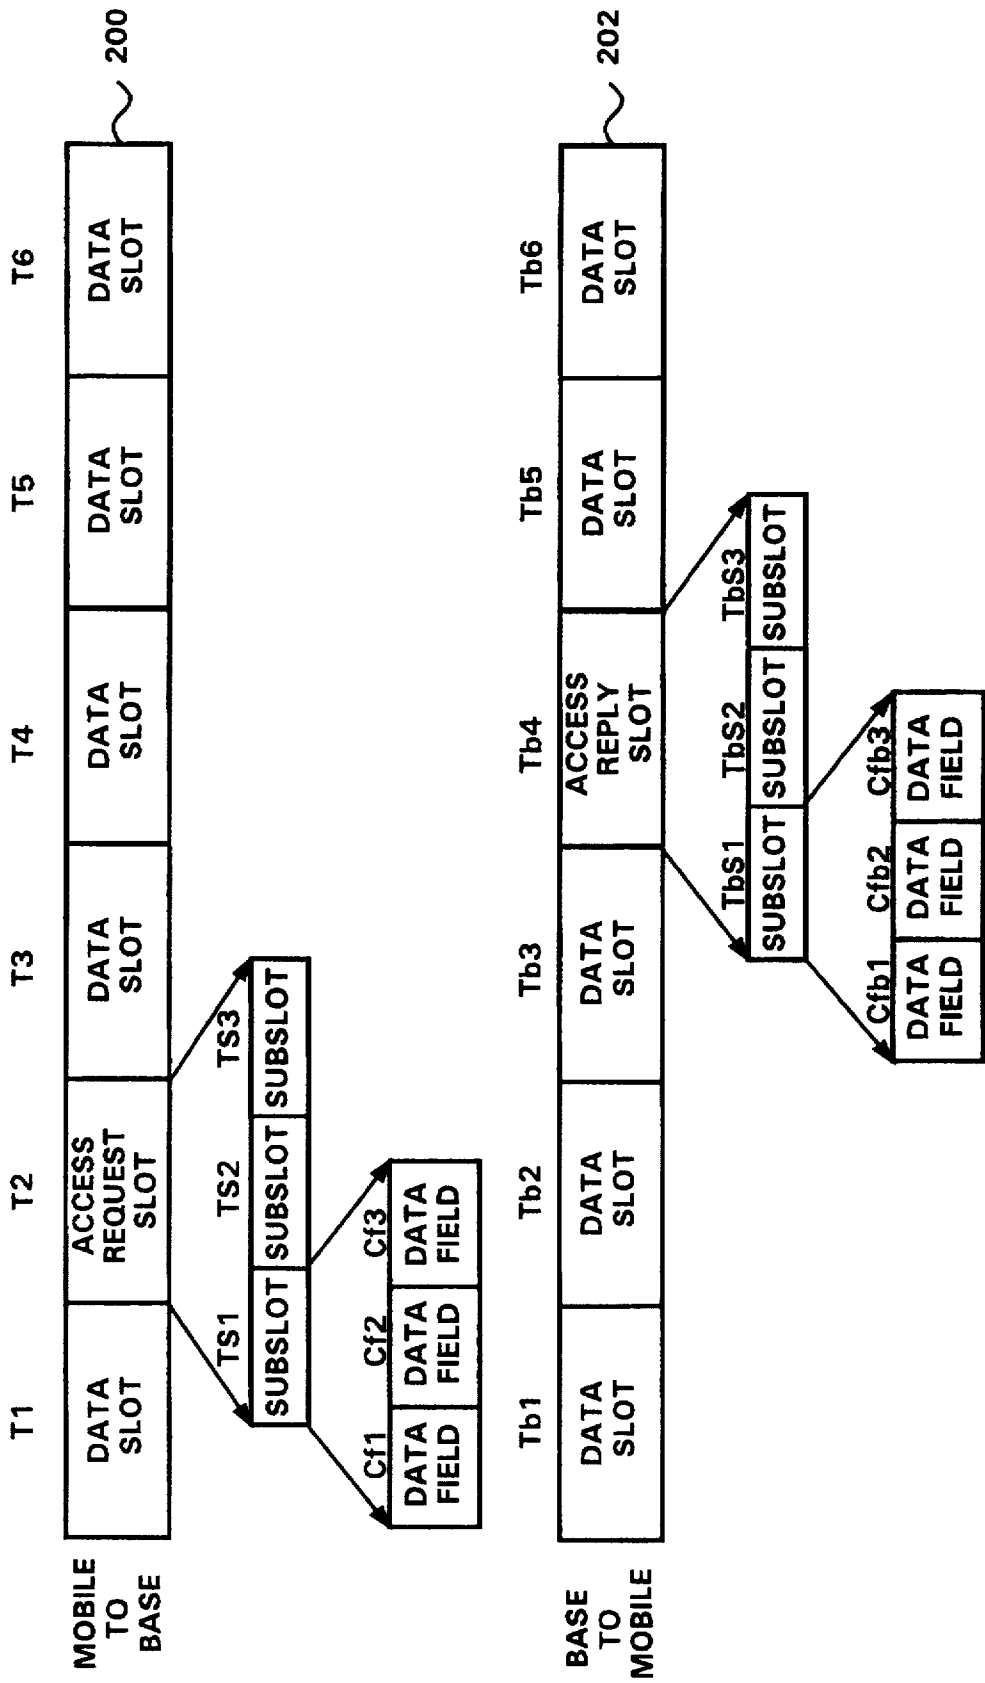 T1 T2 T3 T4 T5 T6
MOBILE
TO
BASE
DATA
SLOT
ACCESS
REQUEST
SLOT
DATA
SLOT
DATA
SLOT
DATA
SLOT
DATA
SLOT
200
TS1 TS2 TS3
SUBSLOT SUBSLOT SUBSLOT
Cf1 Cf2 Cf3
DATA
FIELD
DATA
FIELD
DATA
FIELD
Tb1 Tb2 Tb3 Tb4 Tb5 Tb6
BASE
TO
MOBILE
DATA
SLOT
DATA
SLOT
DATA
SLOT
ACCESS
REPLY
SLOT
DATA
SLOT
DATA
SLOT
202
TbS1 TbS2 TbS3
SUBSLOT SUBSLOT SUBSLOT
Cfb1 Cfb2 Cfb3
DATA
FIELD
DATA
FIELD
DATA
FIELD